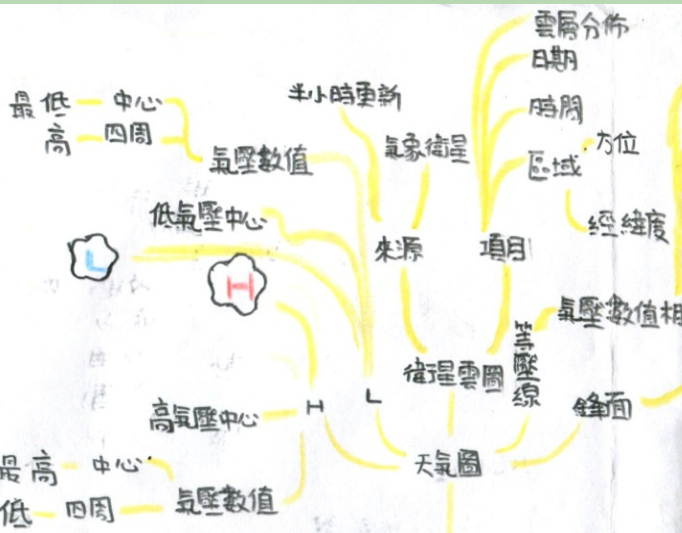 雲層分佈
日期
半小時更新
最低 中心
時間
高 四周
氣象衛星
方位
氣壓數值
區域
低氣壓中心
經緯度
來源
項目
L
H
氣壓數值相
等壓線
衛星雲圖
H
L
鋒面
高氣壓中心
天氣圖
最高 中心
氣壓數值
低 四周